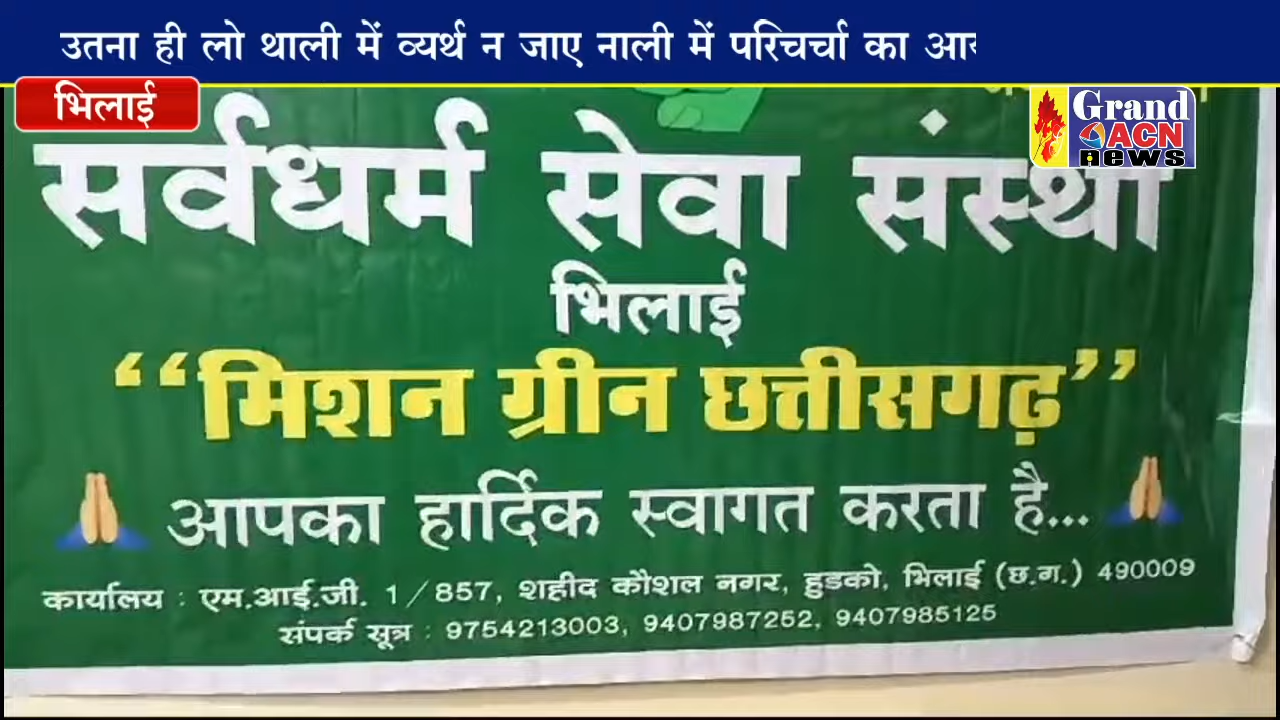 उतना ही लो थाली में व्यर्थ न जाए नाली में परिचर्चा का
भिलाई
Grand
ACN
news
सर्वधर्म सेवा संस्था
भिलाई
“मिशन ग्रीन छत्तीसगढ़”
आपका हार्दिक स्वागत करता है...
कार्यालय : एम.आई.जी. 1/857, शहीद कौशल नगर, हुडको, भिलाई (छ.ग.) 490009
संपर्क सूत्र : 9754213003, 9407987252, 9407985125